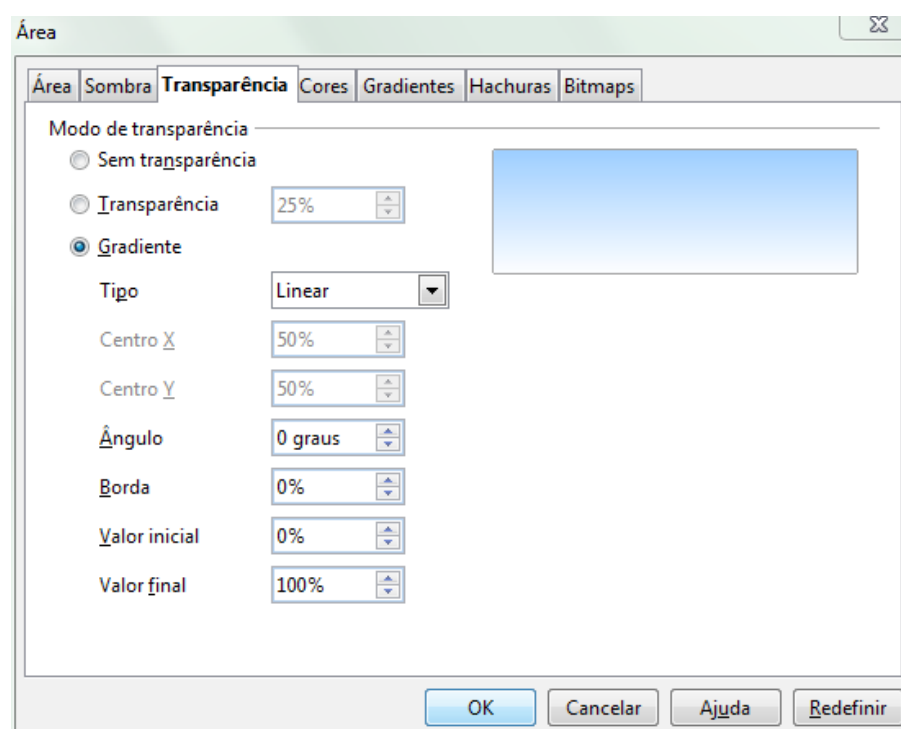 Área
Área Sombra Transparência Cores Gradientes Hachuras Bitmaps
Modo de transparência
Sem transparência
Transparência 25%
Gradiente
Tipo Linear
Centro X 50%
Centro Y 50%
Ângulo 0 graus
Borda 0%
Valor inicial 0%
Valor final 100%
OK Cancelar Ajuda Redefinir